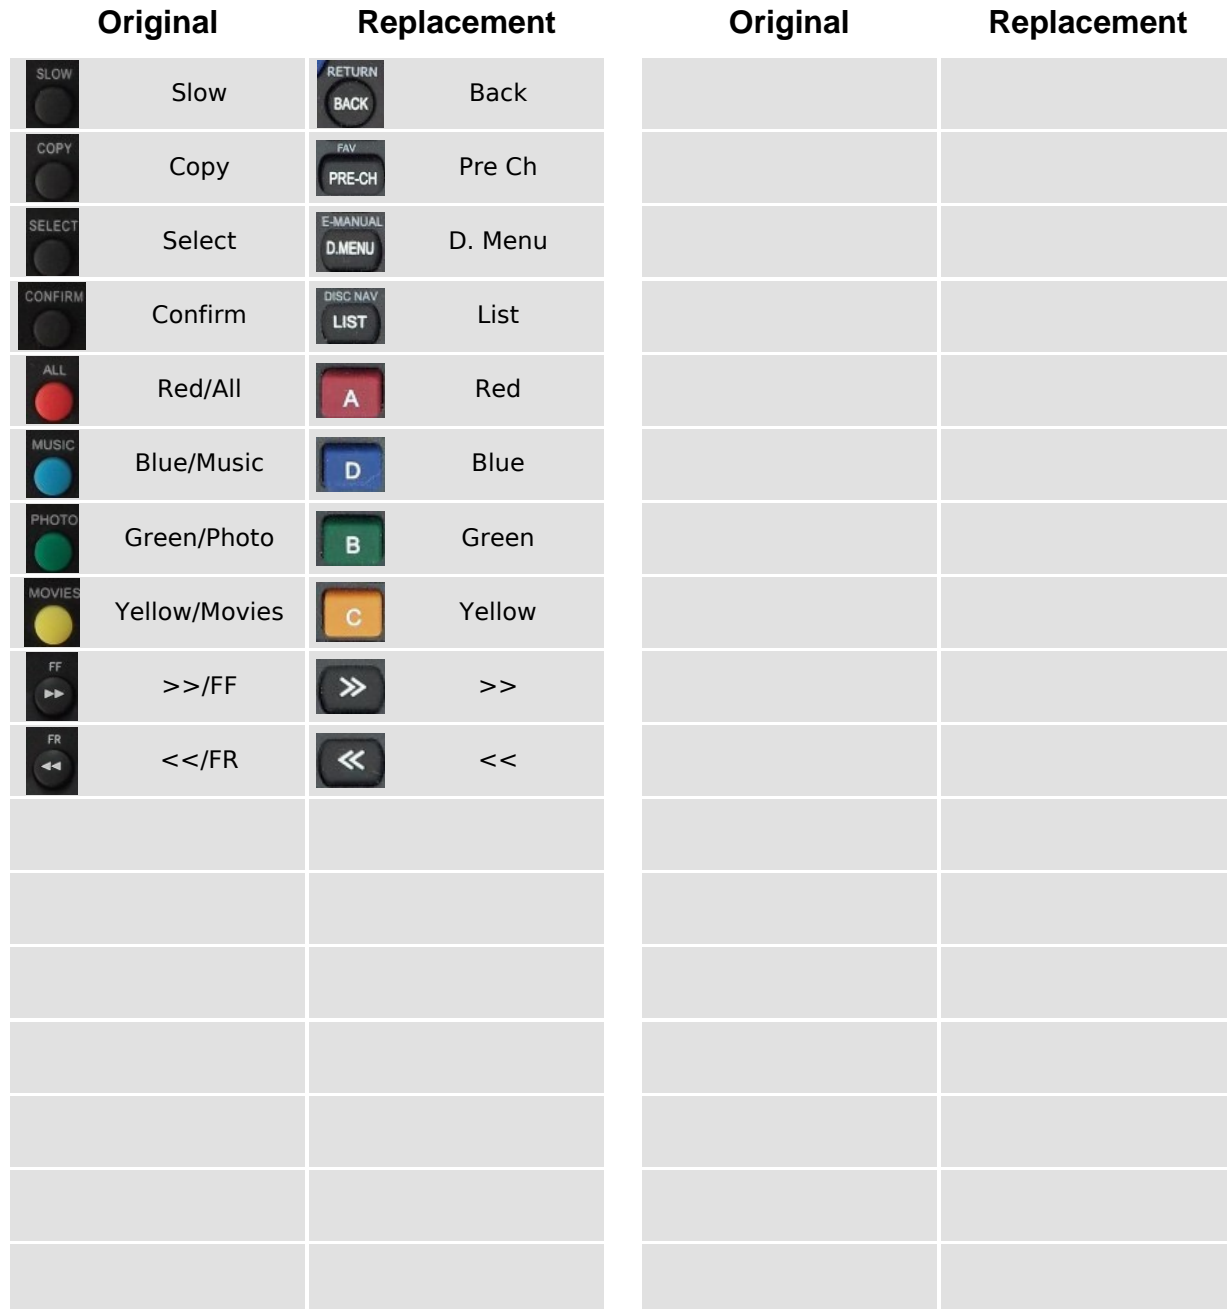 Original Replacement Original Replacement
SLOW Slow RETURN BACK Back
COPY Copy FAV PRE-CH Pre Ch
SELECT Select E-MANUAL D.MENU D. Menu
CONFIRM Confirm DISC NAV LIST List
ALL Red/All A Red
MUSIC Blue/Music D Blue
PHOTO Green/Photo B Green
MOVIES Yellow/Movies C Yellow
FF >>/FF >>
FR <</FR <<